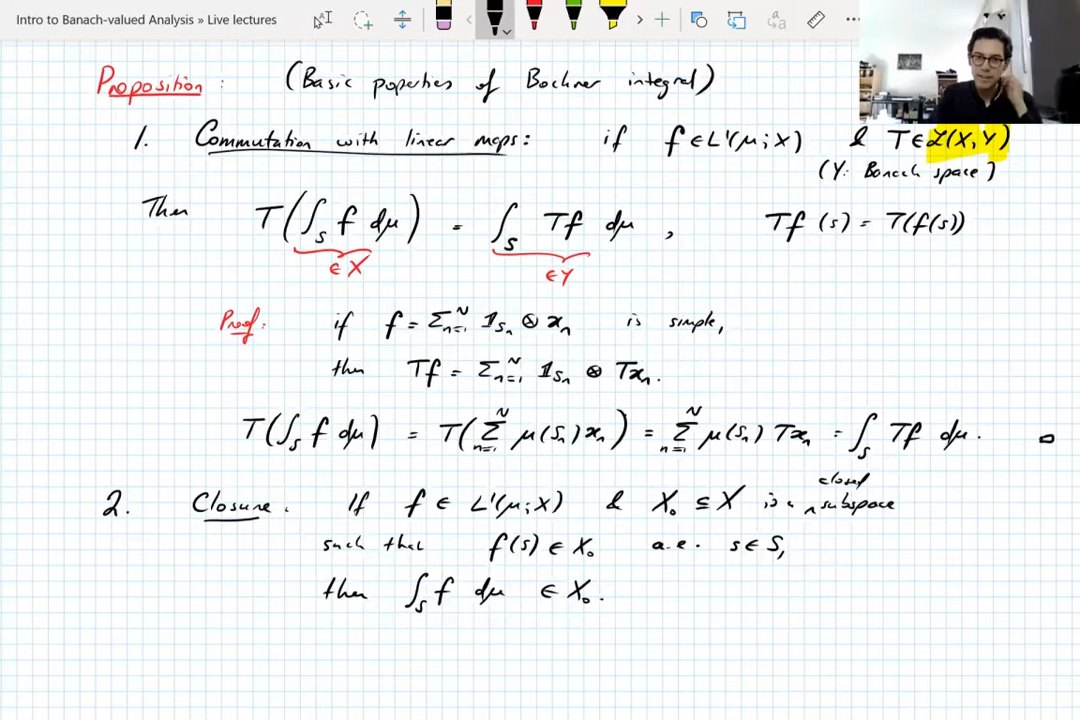 Intro to Banach-valued Analysis » Live lectures
Proposition: (Basic poperties of Bochner integral)
1. Commutation with linear maps: if f ∈ L¹(μ; X) & T ∈ ℒ(X, Y)
(Y: Banach space)
Then T(∫_S f dμ) = ∫_S Tf dμ, Tf(s) = T(f(s))
∈ X ∈ Y
Proof: if f = Σ_{n=1}^N 1_{S_n} ⊗ x_n is simple,
then Tf = Σ_{n=1}^N 1_{S_n} ⊗ Tx_n.
T(∫_S f dμ) = T(Σ_{n=1}^N μ(S_n) x_n) = Σ_{n=1}^N μ(S_n) Tx_n = ∫_S Tf dμ. □
2. Closure. If f ∈ L¹(μ; X) & X₀ ⊆ X is a closed subspace
such that f(s) ∈ X₀ a.e. s ∈ S,
then ∫_S f dμ ∈ X₀.